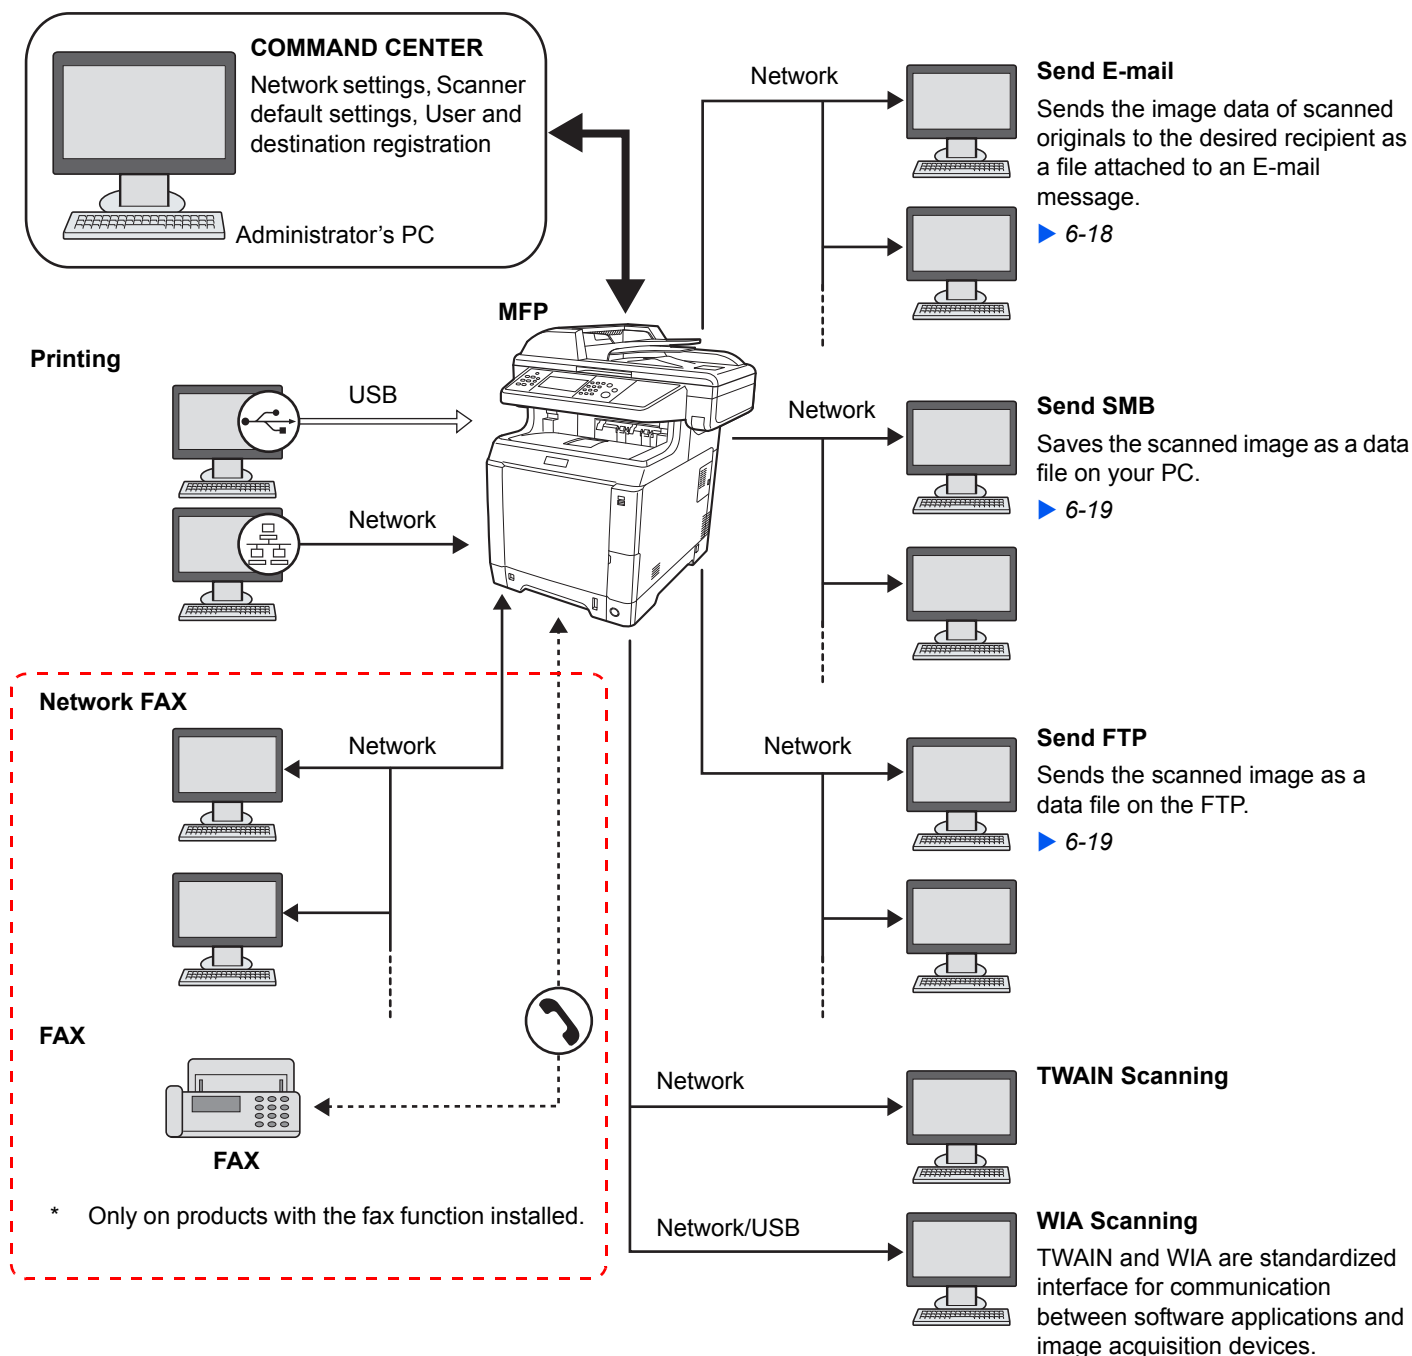 COMMAND CENTER
Network settings, Scanner
default settings, User and
destination registration
Administrator's PC
MFP
Printing
USB
Network
Network FAX
Network
FAX
FAX
* Only on products with the fax function installed.
Network
Send E-mail
Sends the image data of scanned
originals to the desired recipient as
a file attached to an E-mail
message.
6-18
Network
Send SMB
Saves the scanned image as a data
file on your PC.
6-19
Network
Send FTP
Sends the scanned image as a
data file on the FTP.
6-19
Network
TWAIN Scanning
Network/USB
WIA Scanning
TWAIN and WIA are standardized
interface for communication
between software applications and
image acquisition devices.